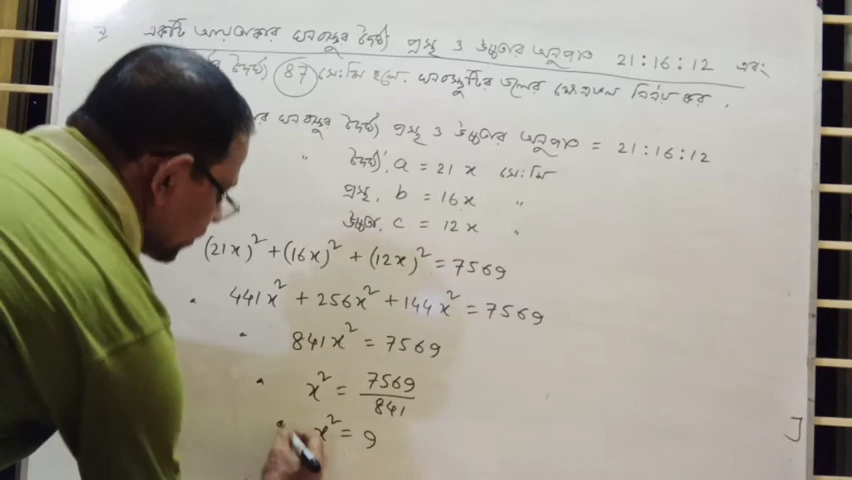 একটি আয়তাকার ঘনবস্তুর দৈর্ঘ্য প্রস্থ ও উচ্চতার অনুপাত 21:16:12 এবং
দৈর্ঘ্য 87 সে:মি হলে, ঘনবস্তুটির তলের ক্ষেত্রফল নির্ণয় কর.
ঘনবস্তুর দৈর্ঘ্য প্রস্থ ও উচ্চতার অনুপাত = 21:16:12
" দৈর্ঘ্য, a = 21 x সে:মি
প্রস্থ, b = 16x "
উচ্চতা, c = 12x "
(21x)² + (16x)² + (12x)² = 7569
441x² + 256x² + 144x² = 7569
841x² = 7569
x² = 7569/841
x² = 9